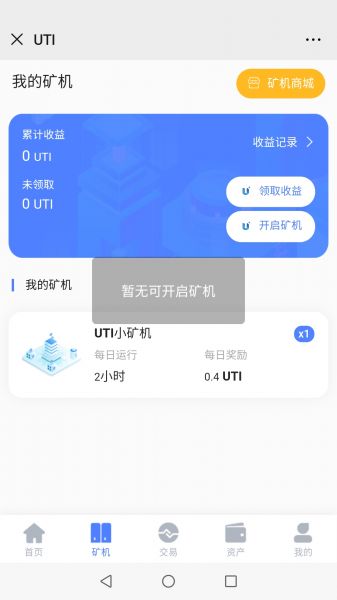 UTI
我的矿机
矿机商城
累计收益
0 UTI
收益记录
未领取
0 UTI
领取收益
开启矿机
我的矿机
暂无可开启矿机
UTI小矿机
x1
每日运行
每日奖励
2小时
0.4 UTI
首页
矿机
交易
资产
我的